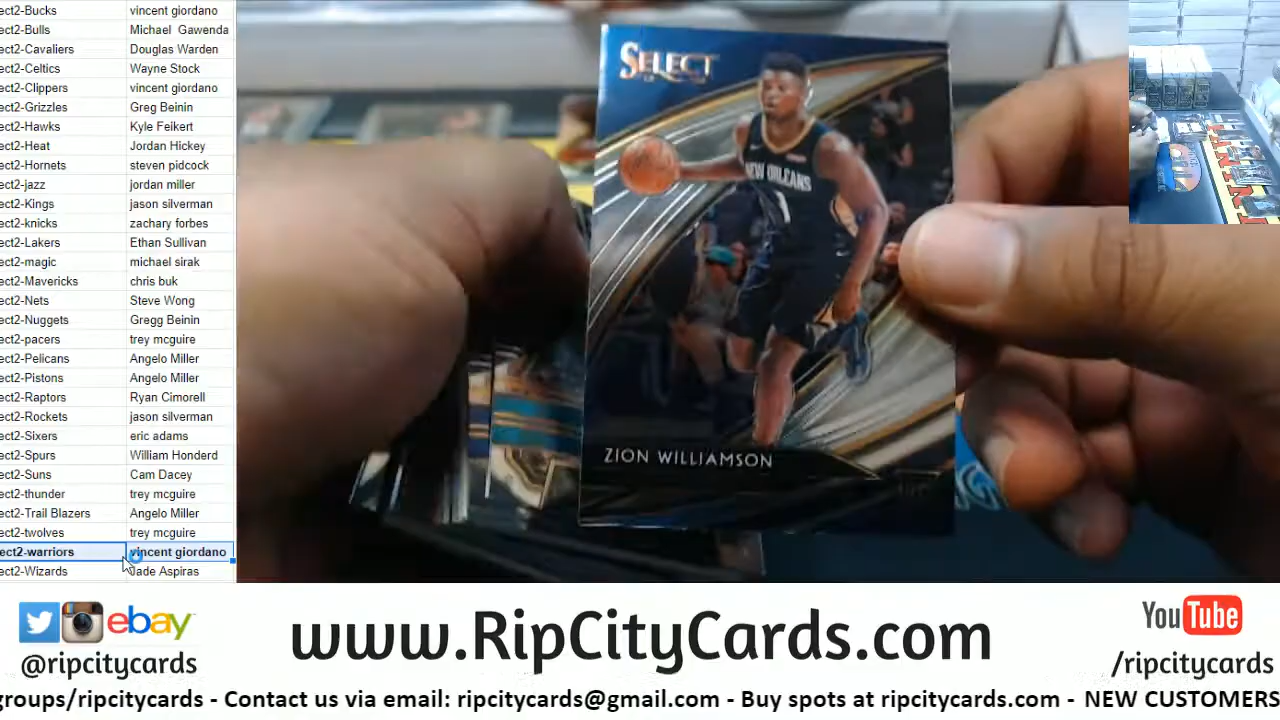 ect2-Bucks vincent giordano
ect2-Bulls Michael Gawenda
ect2-Cavaliers Douglas Warden
ect2-Celtics Wayne Stock
ect2-Clippers vincent giordano
ect2-Grizzles Greg Beinin
ect2-Hawks Kyle Feikert
ect2-Heat Jordan Hickey
ect2-Hornets steven pidcock
ect2-jazz jordan miller
ect2-Kings jason silverman
ect2-knicks zachary forbes
ect2-Lakers Ethan Sullivan
ect2-magic michael sirak
ect2-Mavericks chris buk
ect2-Nets Steve Wong
ect2-Nuggets Gregg Beinin
ect2-pacers trey mcguire
ect2-Pelicans Angelo Miller
ect2-Pistons Angelo Miller
ect2-Raptors Ryan Cimorell
ect2-Rockets jason silverman
ect2-Sixers eric adams
ect2-Spurs William Honderd
ect2-Suns Cam Dacey
ect2-thunder trey mcguire
ect2-Trail Blazers Angelo Miller
ect2-twolves trey mcguire
ect2-warriors vincent giordano
ect2-Wizards Jade Aspiras
SELECT
NEW ORLEANS
ZION WILLIAMSON
ebay
@ripcitycards
www.RipCityCards.com
YouTube
/ripcitycards
groups/ripcitycards - Contact us via email: ripcitycards@gmail.com - Buy spots at ripcitycards.com - NEW CUSTOMERS